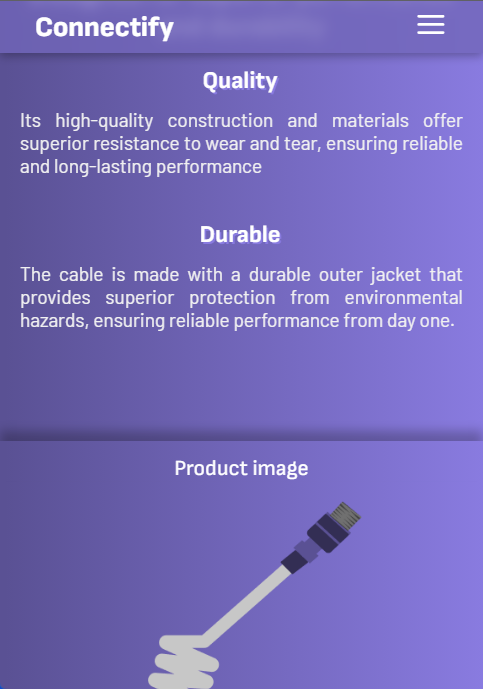 Connectify
Quality
Its high-quality construction and materials offer
superior resistance to wear and tear, ensuring reliable
and long-lasting performance
Durable
The cable is made with a durable outer jacket that
provides superior protection from environmental
hazards, ensuring reliable performance from day one.
Product image